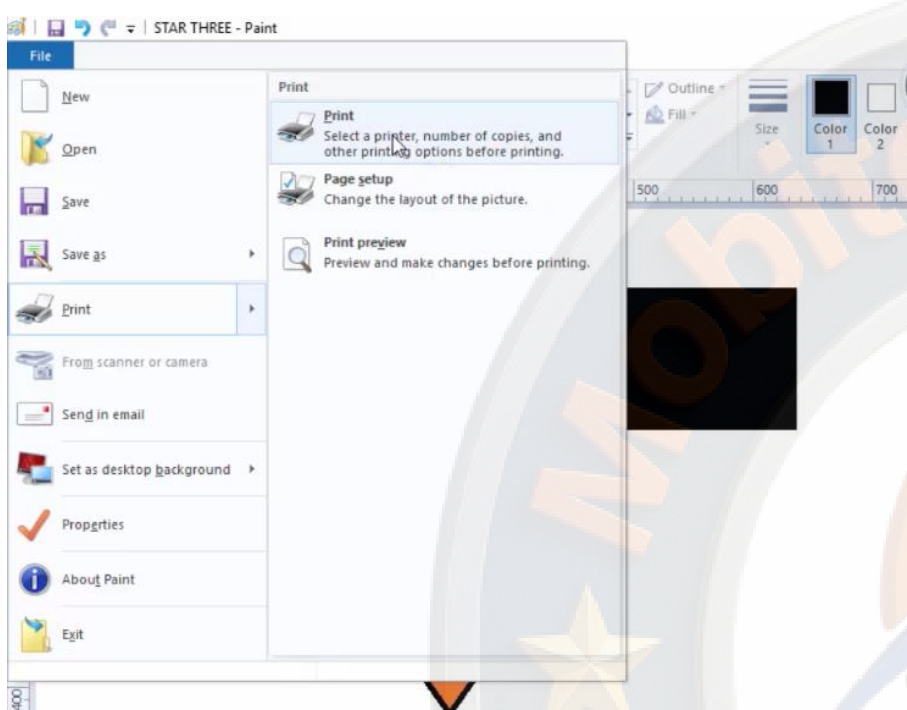 STAR THREE - Paint
File
New
Open
Save
Save as
Print
From scanner or camera
Send in email
Set as desktop background
Properties
About Paint
Exit
Print
Print
Select a printer, number of copies, and
other printing options before printing.
Page setup
Change the layout of the picture.
Print preview
Preview and make changes before printing.
Outline
Fill
Size
Color
1
Color
2
500
600
700
400